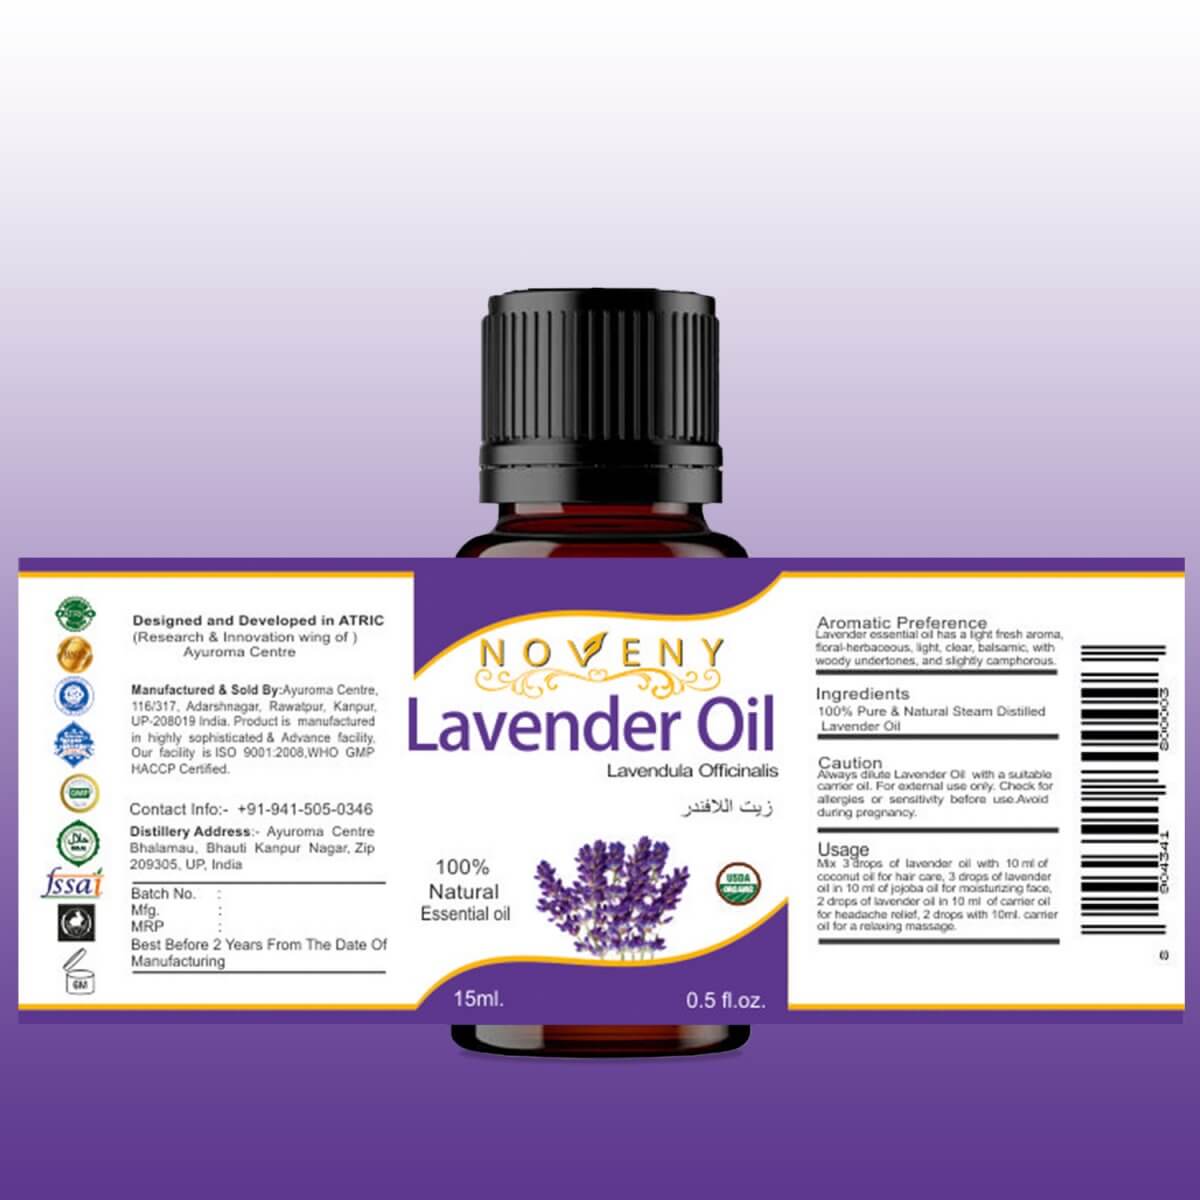 Designed and Developed in ATRIC
(Research & Innovation wing of )
Ayuroma Centre
Manufactured & Sold By:Ayuroma Centre,
116/317, Adarshnagar, Rawatpur, Kanpur,
UP-208019 India. Product is manufactured
in highly sophisticated & Advance facility,
Our facility is ISO 9001:2008,WHO GMP
HACCP Certified.
Contact Info:- +91-941-505-0346
Distillery Address:- Ayuroma Centre
Bhalamau, Bhauti Kanpur Nagar, Zip
209305, UP, India
Batch No. :
Mfg. :
MRP :
Best Before 2 Years From The Date Of
Manufacturing
GMP
fssai
6M
NOVENY
Lavender Oil
Lavendula Officinalis
زيت اللافندر
100%
Natural
Essential oil
USDA
ORGANIC
15ml.
0.5 fl.oz.
Aromatic Preference
Lavender essential oil has a light fresh aroma,
floral-herbaceous, light, clear, balsamic, with
woody undertones, and slightly camphorous.
Ingredients
100% Pure & Natural Steam Distilled
Lavender Oil
Caution
Always dilute Lavender Oil with a suitable
carrier oil. For external use only. Check for
allergies or sensitivity before use.Avoid
during pregnancy.
Usage
Mix 3 drops of lavender oil with 10 ml of
coconut oil for hair care, 3 drops of lavender
oil in 10 ml of jojoba oil for moisturizing face,
2 drops of lavender oil in 10 ml of carrier oil
for headache relief, 2 drops with 10ml. carrier
oil for a relaxing massage.
8 904341 800003